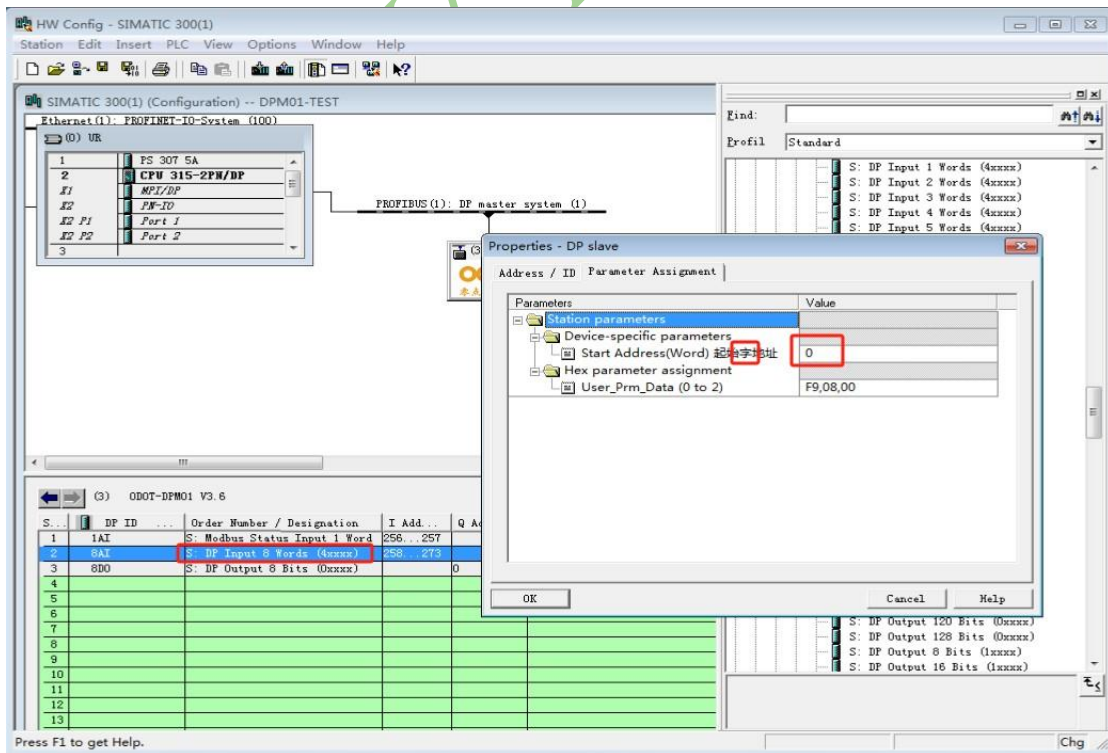 HW Config - SIMATIC 300(1)
Station Edit Insert PLC View Options Window Help
SIMATIC 300(1) (Configuration) -- DPM01-TEST
Ethernet(1): PROFINET-IO-System (100)
(0) UR
1 PS 307 5A
2 CPU 315-2PN/DP
X1 MPI/DP
X2 PN-IO
X2 P1 Port 1
X2 P2 Port 2
3
PROFIBUS(1): DP master system (1)
(3
Find:
Profil Standard
S: DP Input 1 Words (4xxxx)
S: DP Input 2 Words (4xxxx)
S: DP Input 3 Words (4xxxx)
S: DP Input 4 Words (4xxxx)
S: DP Input 5 Words (4xxxx)
Properties - DP slave
Address / ID Parameter Assignment
Parameters Value
Station parameters
Device-specific parameters
Start Address(Word) 起始字地址 0
Hex parameter assignment
User_Prm_Data (0 to 2) F9,08,00
OK Cancel Help
(3) ODOT-DPM01 V3.6
S... DP ID ... Order Number / Designation I Add... Q Ad
1 1AI S: Modbus Status Input 1 Word 256...257
2 8AI S: DP Input 8 Words (4xxxx) 258...273
3 8DO S: DP Output 8 Bits (0xxxx) 0
4
5
6
7
8
9
10
11
12
13
S: DP Output 120 Bits (0xxxx)
S: DP Output 128 Bits (0xxxx)
S: DP Output 8 Bits (1xxxx)
S: DP Output 16 Bits (1xxxx)
Press F1 to get Help.
Chg